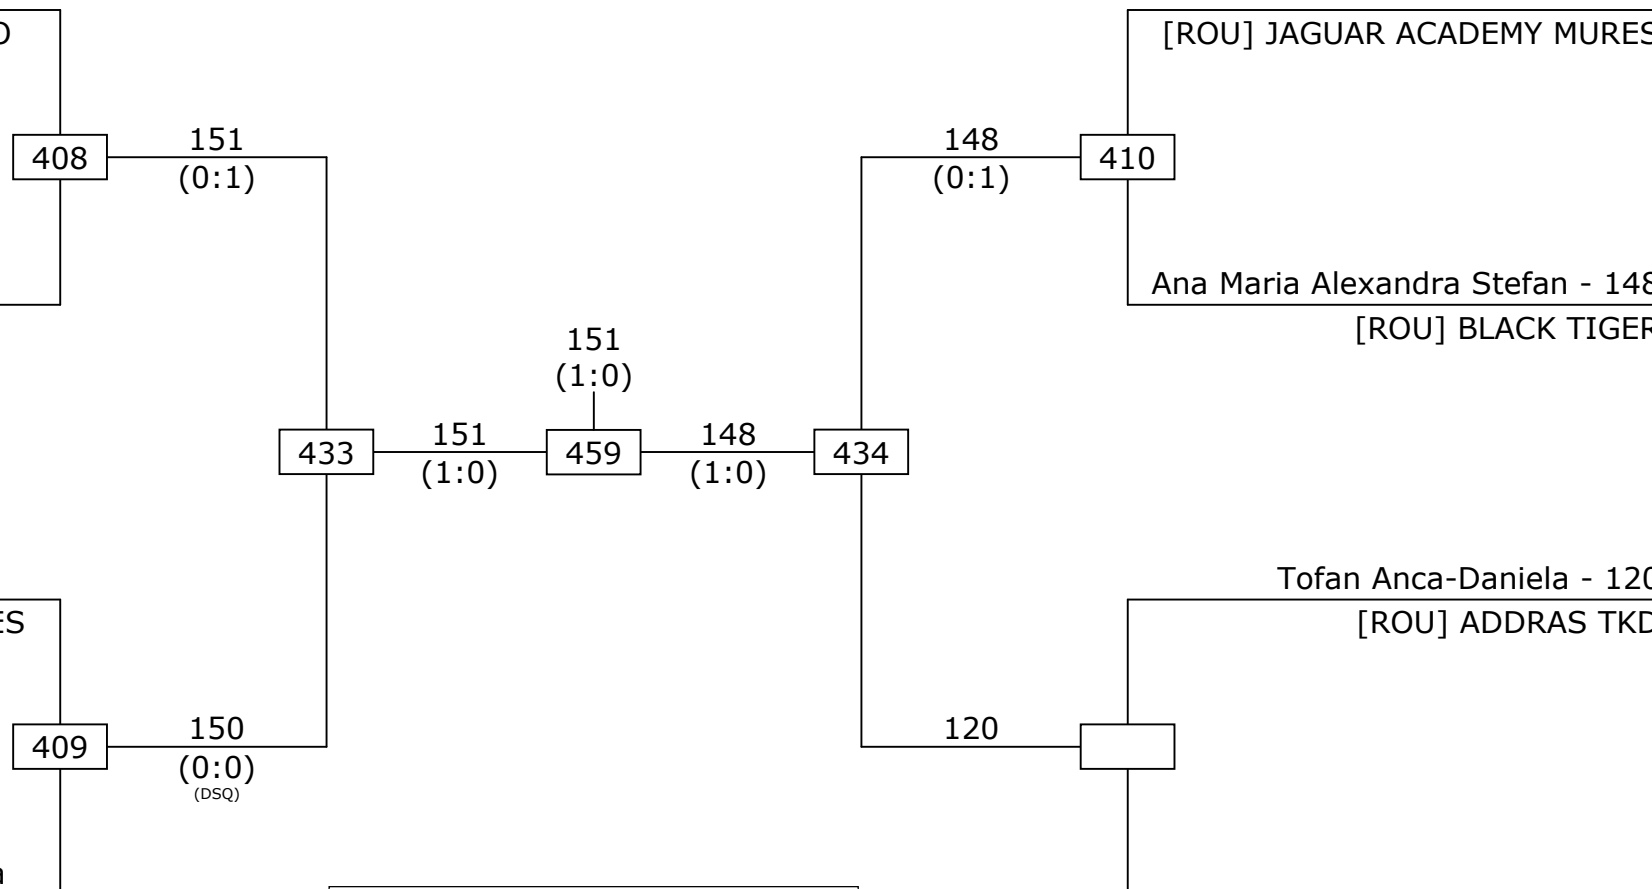 [ROU] JAGUAR ACADEMY MURES
408
151
(0:1)
148
(0:1)
410
Ana Maria Alexandra Stefan - 148
[ROU] BLACK TIGER
151
(1:0)
433
151
(1:0)
459
148
(1:0)
434
Tofan Anca-Daniela - 120
[ROU] ADDRAS TKD
ES
409
150
(0:0)
(DSQ)
120
a